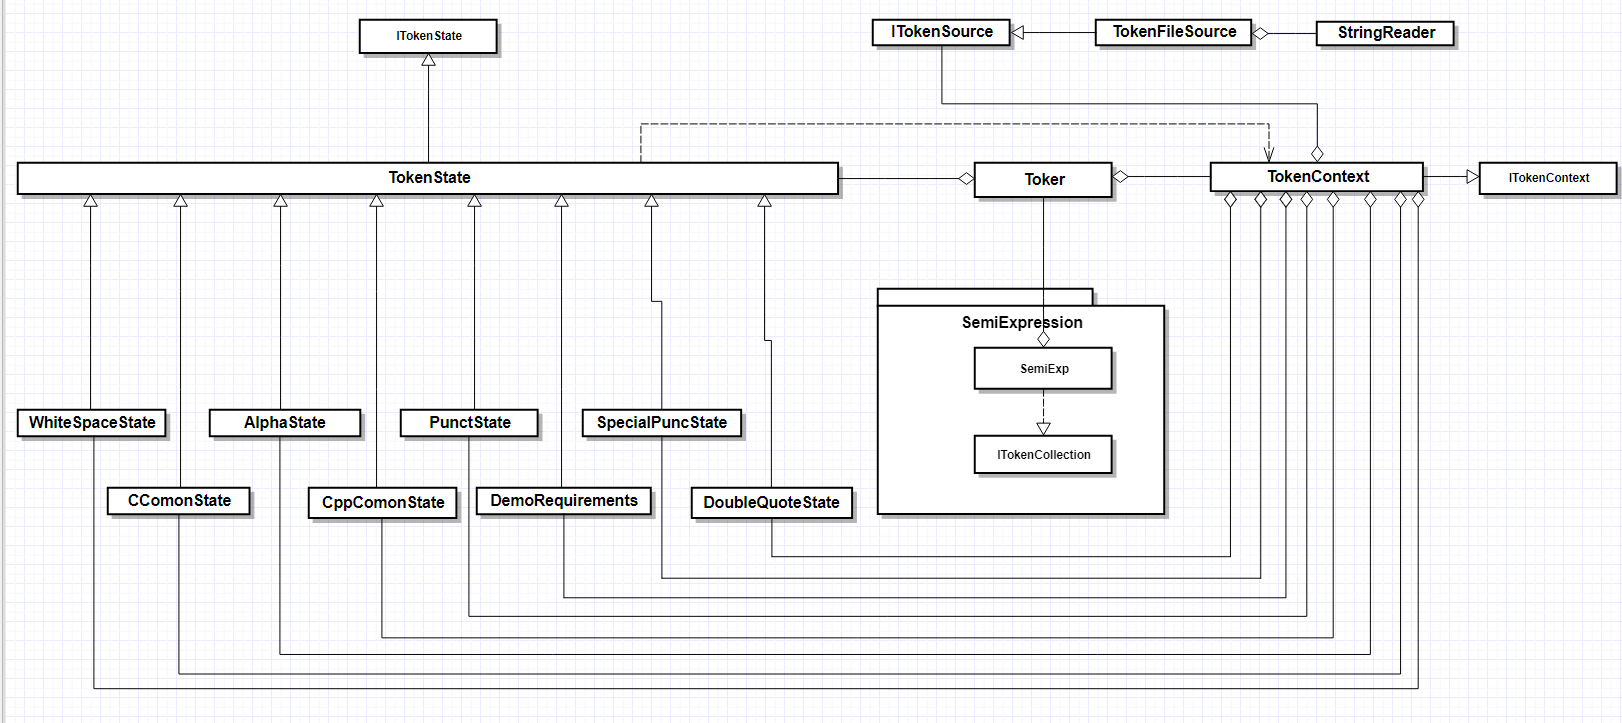 ITokenState
ITokenSource
TokenFileSource
StringReader
TokenState
Toker
TokenContext
ITokenContext
SemiExpression
SemiExp
ITokenCollection
WhiteSpaceState
AlphaState
PunctState
SpecialPuncState
CComonState
CppComonState
DemoRequirements
DoubleQuoteState